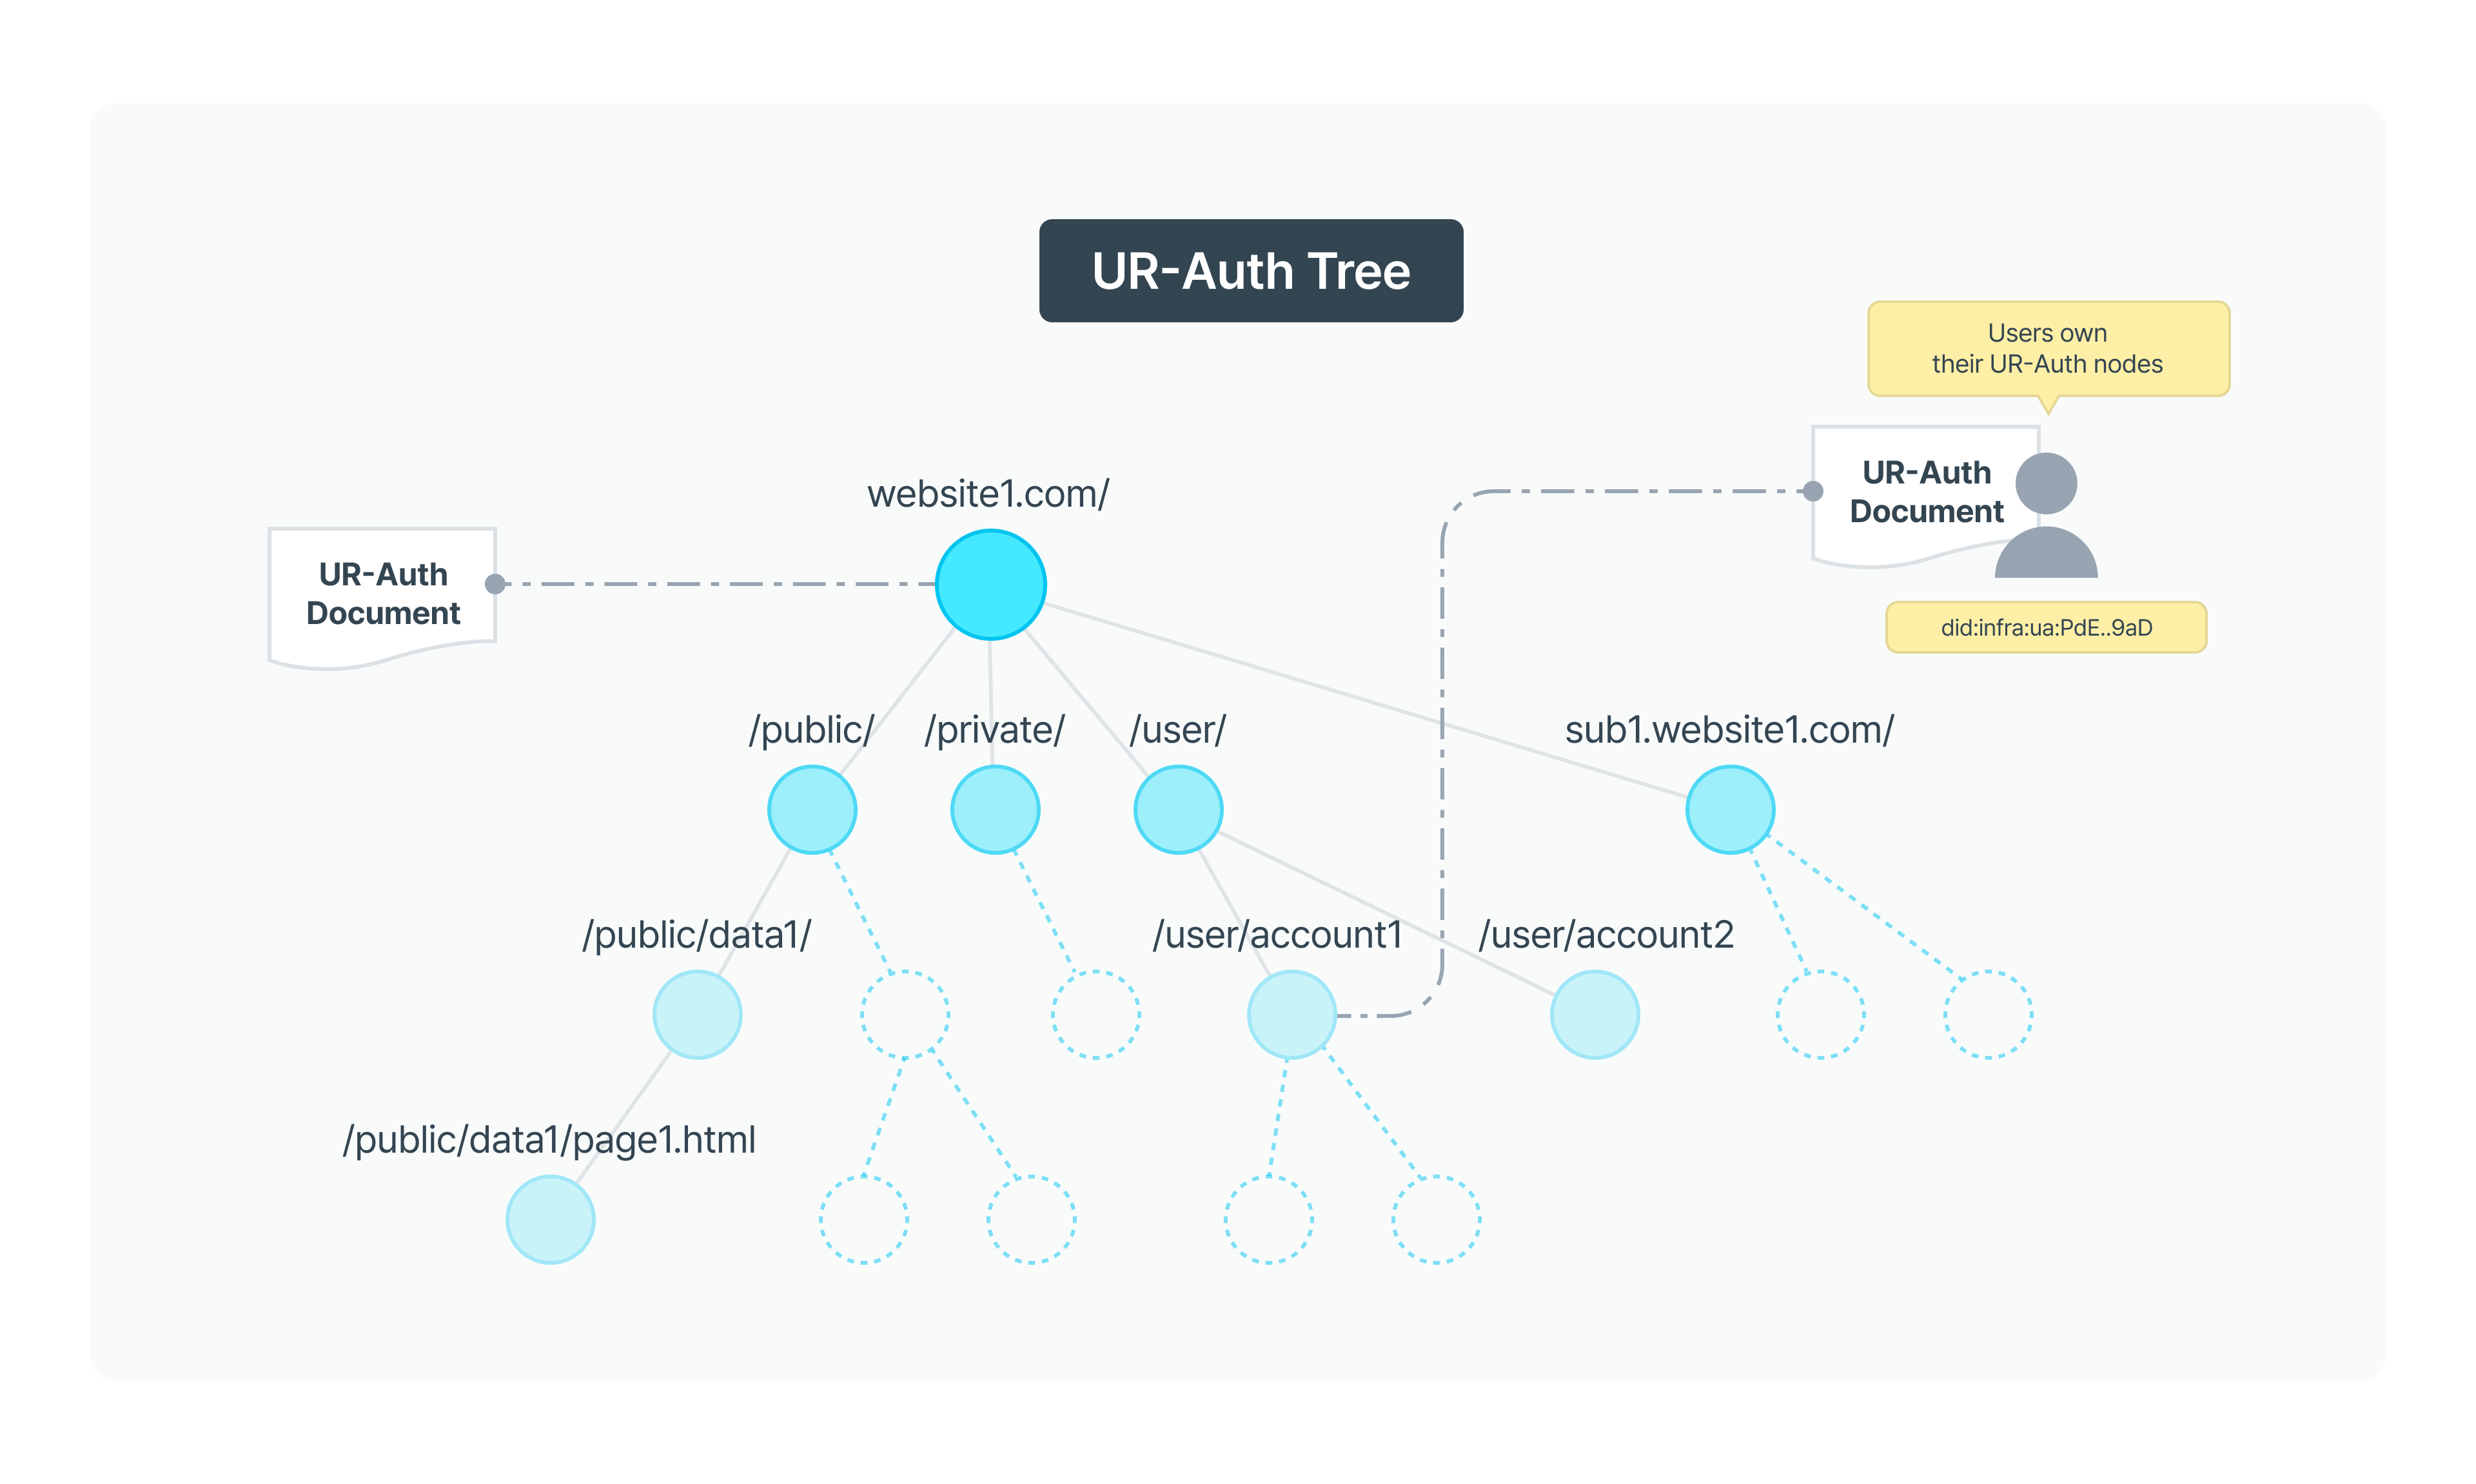 UR-Auth Tree
Users own
their UR-Auth nodes
UR-Auth
Document
did:infra:ua:PdE..9aD
website1.com/
UR-Auth
Document
/public/
/private/
/user/
sub1.website1.com/
/public/data1/
/user/account1
/user/account2
/public/data1/page1.html